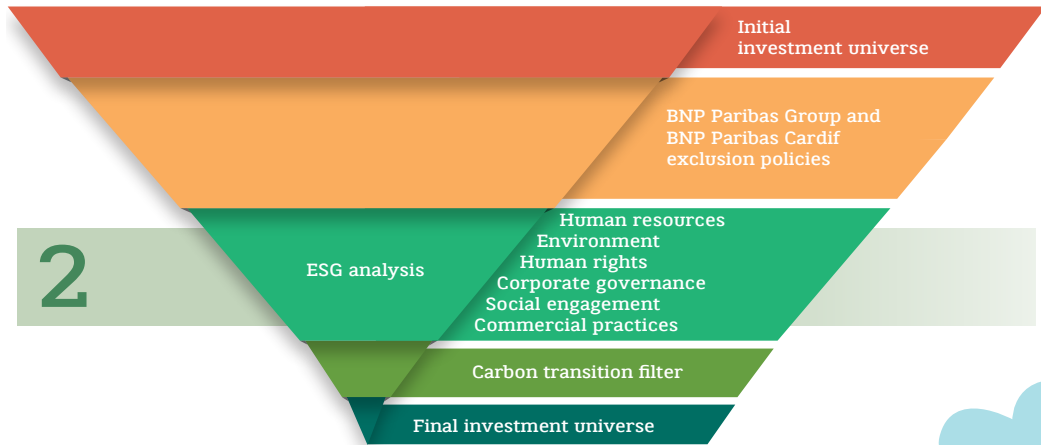 Initial
investment universe
BNP Paribas Group and
BNP Paribas Cardif
exclusion policies
2
ESG analysis
Human resources
Environment
Human rights
Corporate governance
Social engagement
Commercial practices
Carbon transition filter
Final investment universe